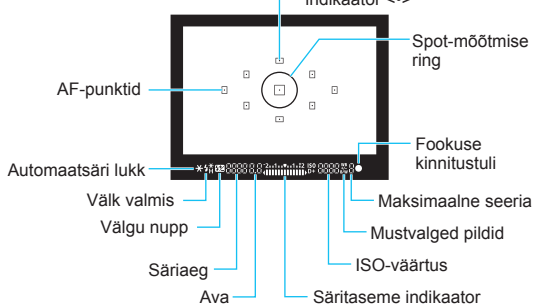 indikaator <·>
Spot-mõõtmise
ring
AF-punktid
Fookuse
kinnitustuli
Automaatsäri lukk
Välk valmis
Maksimaalne seeria
Välgu nupp
Mustvalged pildid
Säriaeg
ISO-väärtus
Ava
Säritaseme indikaator
ISO